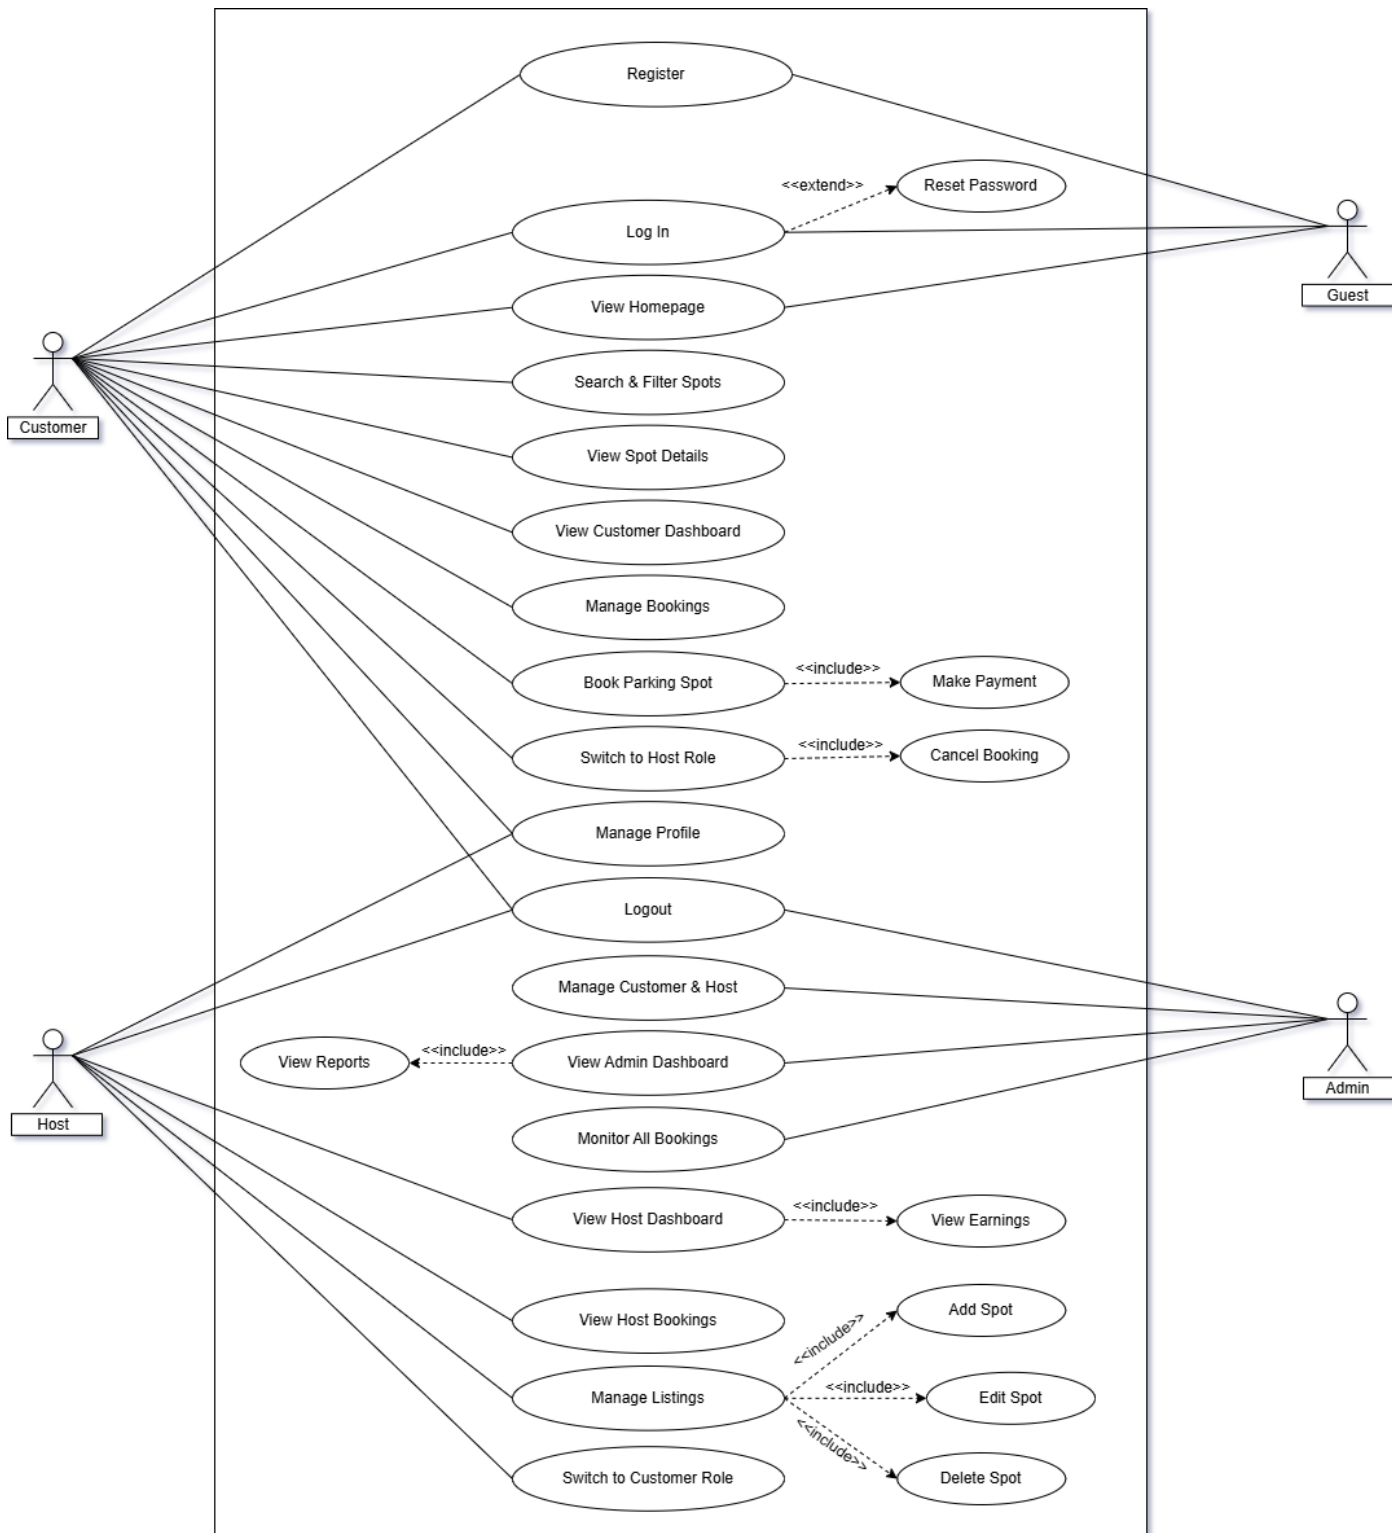 Register
<<extend>>
Reset Password
Log In
Guest
View Homepage
Customer
Search & Filter Spots
View Spot Details
View Customer Dashboard
Manage Bookings
Book Parking Spot
<<include>>
Make Payment
Switch to Host Role
<<include>>
Cancel Booking
Manage Profile
Logout
Manage Customer & Host
View Reports
<<include>>
View Admin Dashboard
Admin
Host
Monitor All Bookings
View Host Dashboard
<<include>>
View Earnings
View Host Bookings
<<include>>
Add Spot
Manage Listings
<<include>>
Edit Spot
<<include>>
Switch to Customer Role
Delete Spot